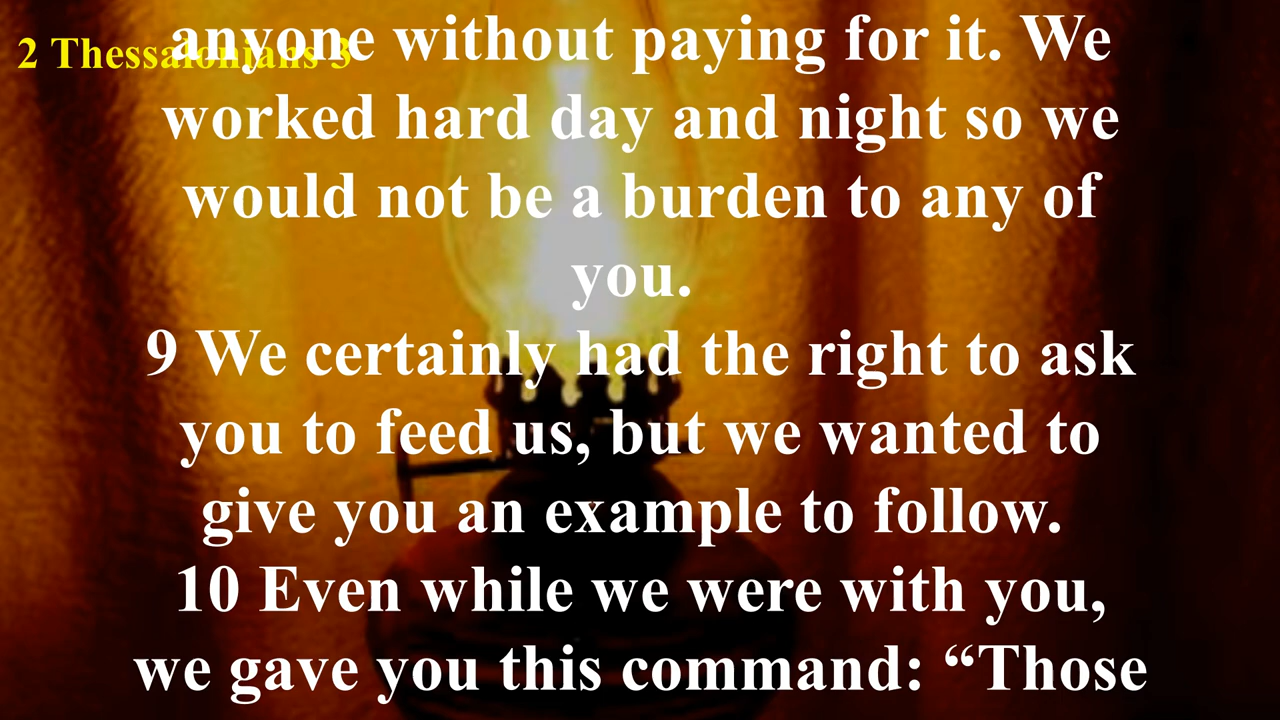 2 Thessalonians 3
anyone without paying for it. We
worked hard day and night so we
would not be a burden to any of
you.
9 We certainly had the right to ask
you to feed us, but we wanted to
give you an example to follow.
10 Even while we were with you,
we gave you this command: “Those